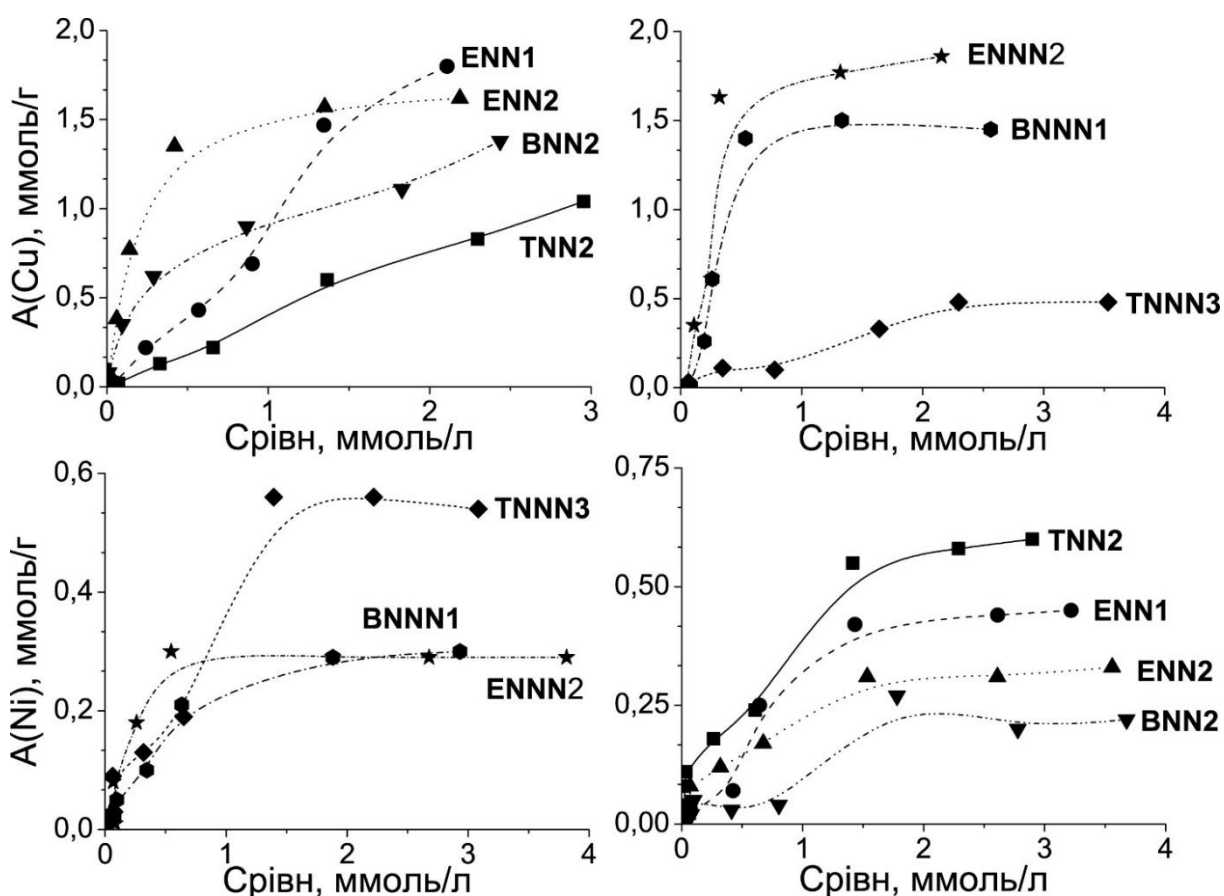 A(Cu), ммоль/г
2,0
1,5
1,0
0,5
0,0
0
1
2
3
Срівн, ммоль/л
ENN1
ENN2
BNN2
TNN2
2,0
1,5
1,0
0,5
0,0
0
1
2
3
4
Срівн, ммоль/л
ENNN2
BNNN1
TNNN3
A(Ni), ммоль/г
0,6
0,4
0,2
0,0
0
1
2
3
4
Срівн, ммоль/л
TNNN3
BNNN1
ENNN2
0,75
0,50
0,25
0,00
0
1
2
3
4
Срівн, ммоль/л
TNN2
ENN1
ENN2
BNN2